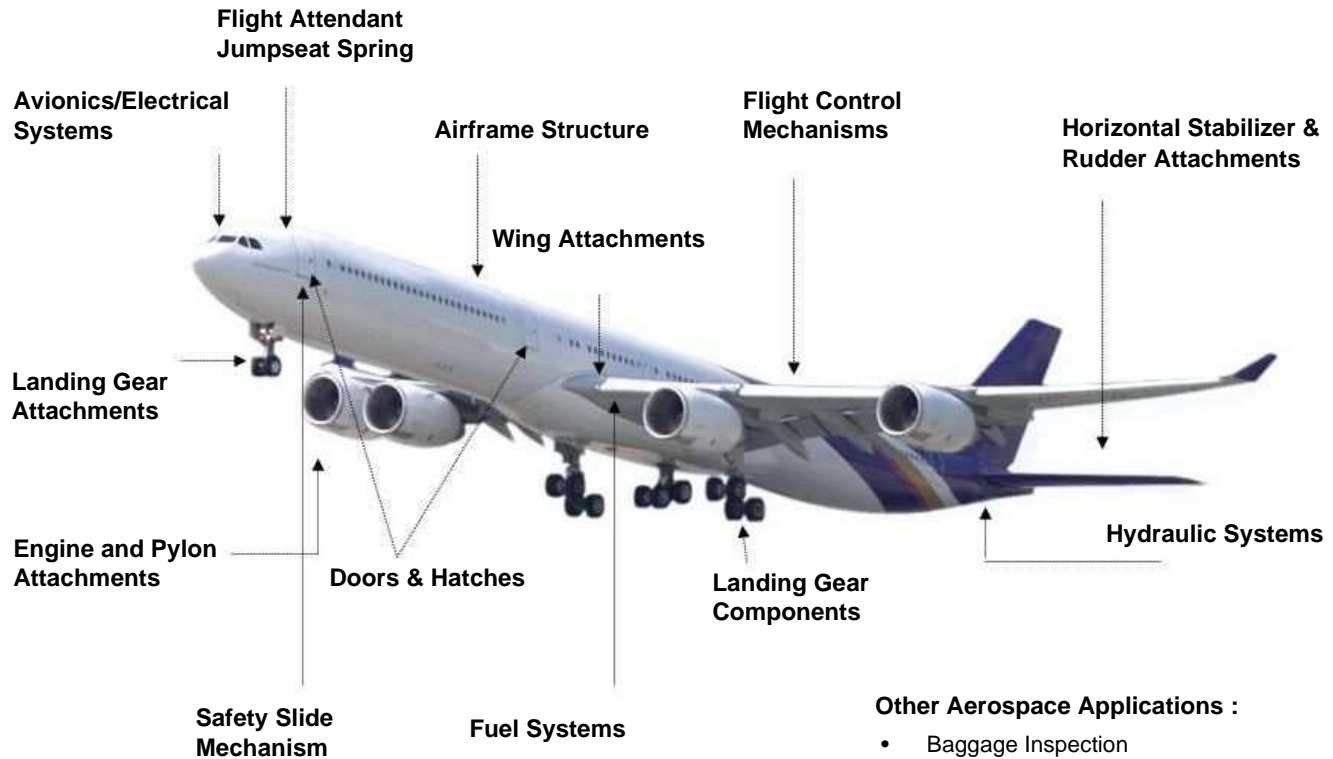 Flight Attendant
Jumpseat Spring
Avionics/Electrical
Systems
Airframe Structure
Flight Control
Mechanisms
Horizontal Stabilizer &
Rudder Attachments
Wing Attachments
Landing Gear
Attachments
Engine and Pylon
Attachments
Doors & Hatches
Landing Gear
Components
Hydraulic Systems
Safety Slide
Mechanism
Fuel Systems
Other Aerospace Applications :
• Baggage Inspection